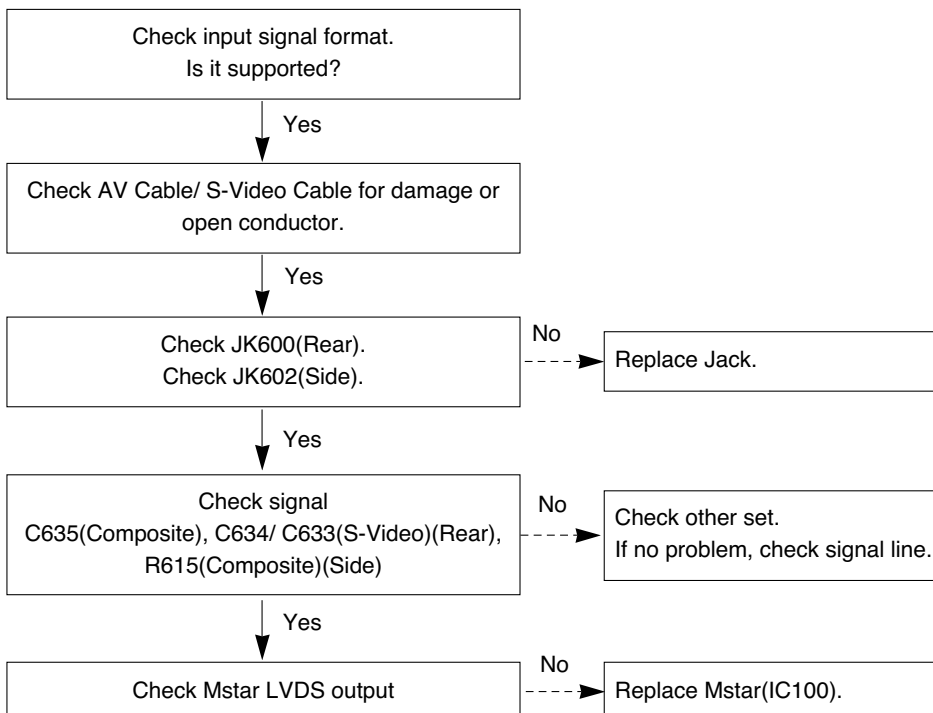 Check input signal format.
Is it supported?
Yes
Check AV Cable/ S-Video Cable for damage or
open conductor.
Yes
Check JK600(Rear).
Check JK602(Side).
No
Replace Jack.
Yes
Check signal
C635(Composite), C634/ C633(S-Video)(Rear),
R615(Composite)(Side)
No
Check other set.
If no problem, check signal line.
Yes
Check Mstar LVDS output
No
Replace Mstar(IC100).